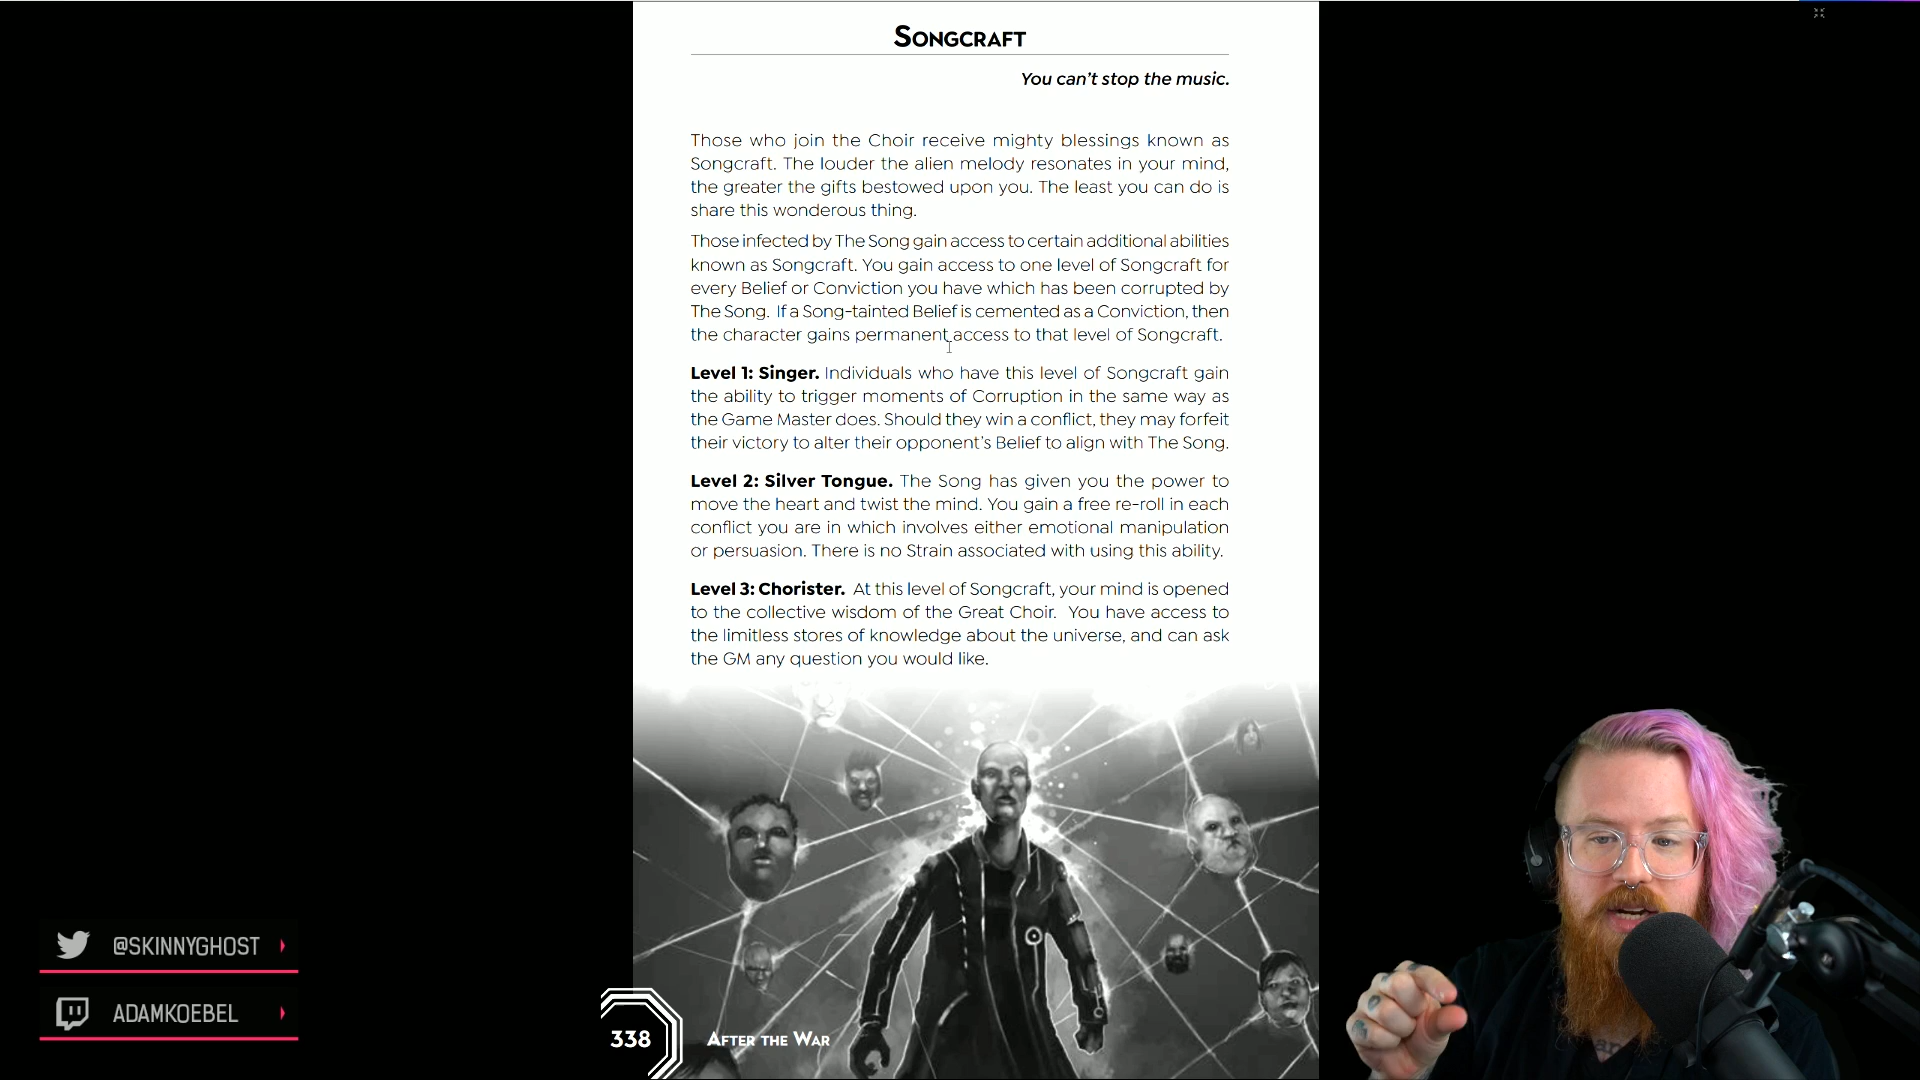 Songcraft
You can't stop the music.
Those who join the Choir receive mighty blessings known as
Songcraft. The louder the alien melody resonates in your mind,
the greater the gifts bestowed upon you. The least you can do is
share this wonderous thing.
Those infected by The Song gain access to certain additional abilities
known as Songcraft. You gain access to one level of Songcraft for
every Belief or Conviction you have which has been corrupted by
The Song. If a Song-tainted Belief is cemented as a Conviction, then
the character gains permanent access to that level of Songcraft.
Level 1: Singer. Individuals who have this level of Songcraft gain
the ability to trigger moments of Corruption in the same way as
the Game Master does. Should they win a conflict, they may forfeit
their victory to alter their opponent's Belief to align with The Song.
Level 2: Silver Tongue. The Song has given you the power to
move the heart and twist the mind. You gain a free re-roll in each
conflict you are in which involves either emotional manipulation
or persuasion. There is no Strain associated with using this ability.
Level 3: Chorister. At this level of Songcraft, your mind is opened
to the collective wisdom of the Great Choir. You have access to
the limitless stores of knowledge about the universe, and can ask
the GM any question you would like.
@SKINNYGHOST
ADAMKOEBEL
338
After the War